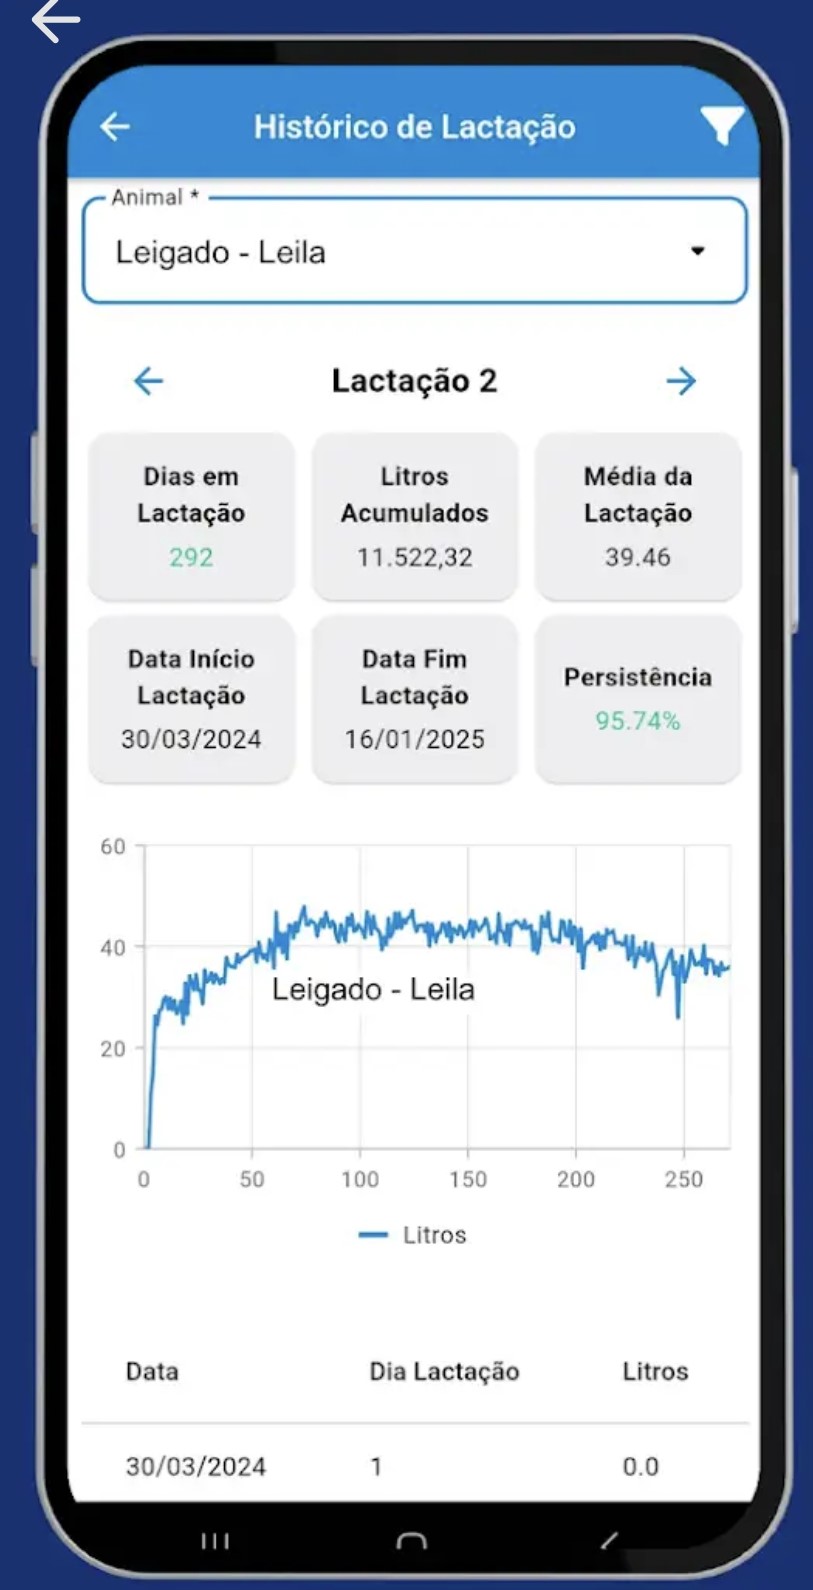 Histórico de Lactação
Animal *
Leigado - Leila
Lactação 2
Dias em
Lactação
292
Litros
Acumulados
11.522,32
Média da
Lactação
39.46
Data Início
Lactação
30/03/2024
Data Fim
Lactação
16/01/2025
Persistência
95.74%
60
40
20
0
Leigado - Leila
0 50 100 150 200 250
Litros
Data Dia Lactação Litros
30/03/2024 1 0.0